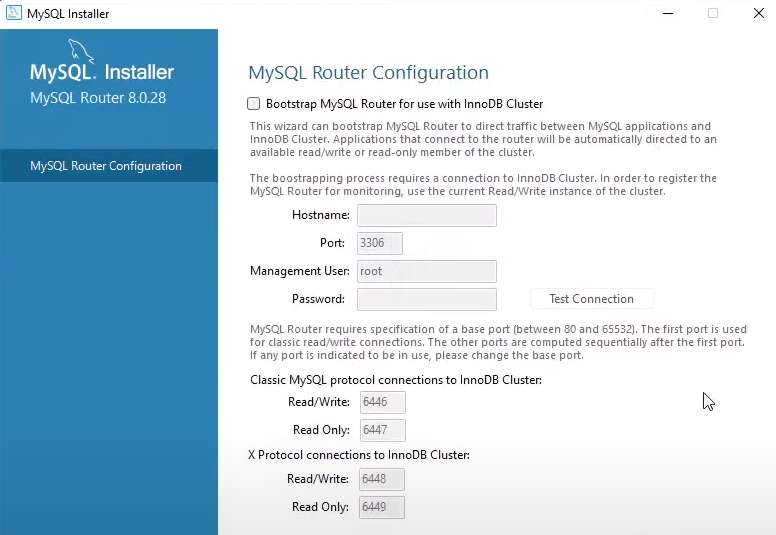 MySQL Installer
MySQL. Installer
MySQL Router 8.0.28
MySQL Router Configuration
MySQL Router Configuration
Bootstrap MySQL Router for use with InnoDB Cluster
This wizard can bootstrap MySQL Router to direct traffic between MySQL applications and
InnoDB Cluster. Applications that connect to the router will be automatically directed to an
available read/write or read-only member of the cluster.
The boostrapping process requires a connection to InnoDB Cluster. In order to register the
MySQL Router for monitoring, use the current Read/Write instance of the cluster.
Hostname:
Port: 3306
Management User: root
Password: Test Connection
MySQL Router requires specification of a base port (between 80 and 65532). The first port is used
for classic read/write connections. The other ports are computed sequentially after the first port.
If any port is indicated to be in use, please change the base port.
Classic MySQL protocol connections to InnoDB Cluster:
Read/Write: 6446
Read Only: 6447
X Protocol connections to InnoDB Cluster:
Read/Write: 6448
Read Only: 6449